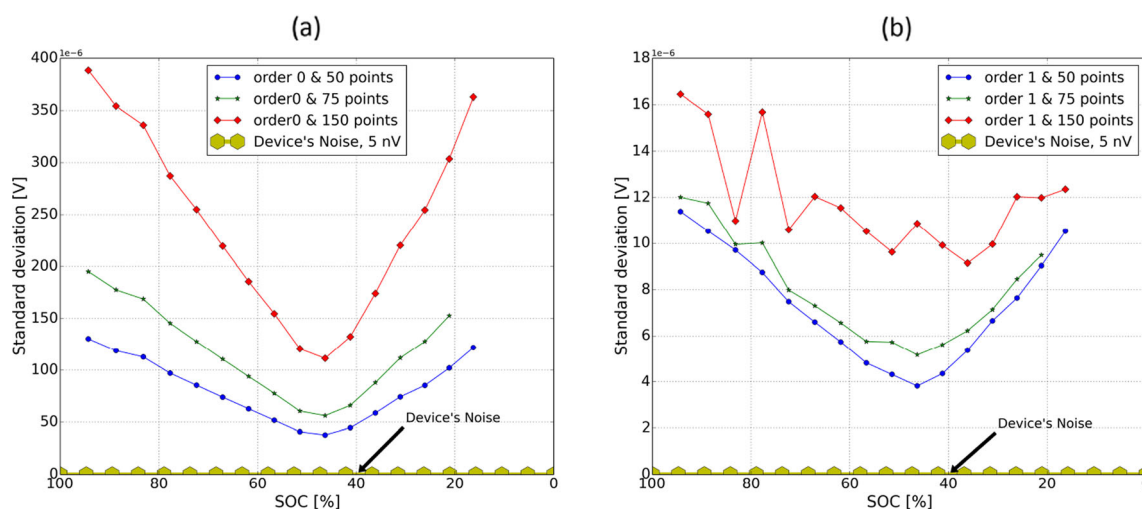 (a)
1e−6
400
350
300
250
200
150
100
50
0
Standard deviation [V]
order 0 & 50 points
order0 & 75 points
order0 & 150 points
Device's Noise, 5 nV
Device's Noise
100
80
60
40
20
0
SOC [%]
(b)
1e−6
18
16
14
12
10
8
6
4
2
0
Standard deviation [V]
order 1 & 50 points
order 1 & 75 points
order 1 & 150 points
Device's Noise, 5 nV
Device's Noise
100
80
60
40
20
SOC [%]